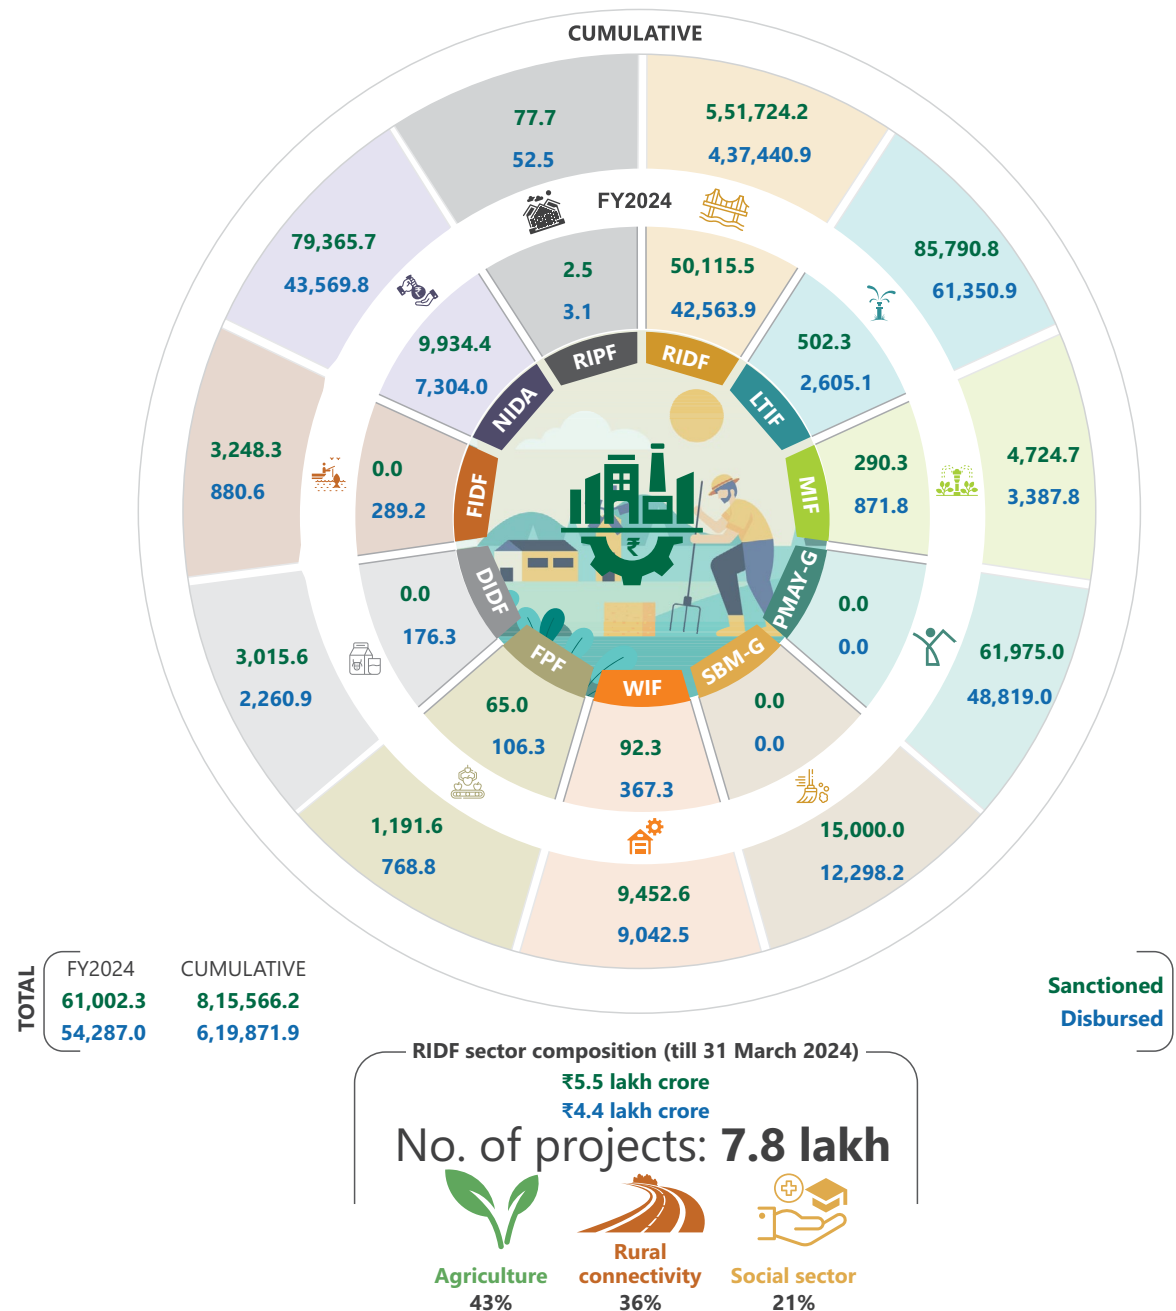 CUMULATIVE
77.7
52.5
5,51,724.2
4,37,440.9
85,790.8
61,350.9
4,724.7
3,387.8
61,975.0
48,819.0
15,000.0
12,298.2
9,452.6
9,042.5
1,191.6
768.8
3,015.6
2,260.9
3,248.3
880.6
79,365.7
43,569.8
FY2024
2.5
3.1
50,115.5
42,563.9
502.3
2,605.1
290.3
871.8
0.0
0.0
0.0
0.0
92.3
367.3
65.0
106.3
0.0
176.3
0.0
289.2
9,934.4
7,304.0
RIPF
RIDF
LTIF
MIF
PMAY-G
SBM-G
WIF
FPF
DIDF
FIDF
NIDA
₹
TOTAL
FY2024 CUMULATIVE
61,002.3 8,15,566.2
54,287.0 6,19,871.9
Sanctioned
Disbursed
RIDF sector composition (till 31 March 2024)
₹5.5 lakh crore
₹4.4 lakh crore
No. of projects: 7.8 lakh
Agriculture
43%
Rural
connectivity
36%
Social sector
21%